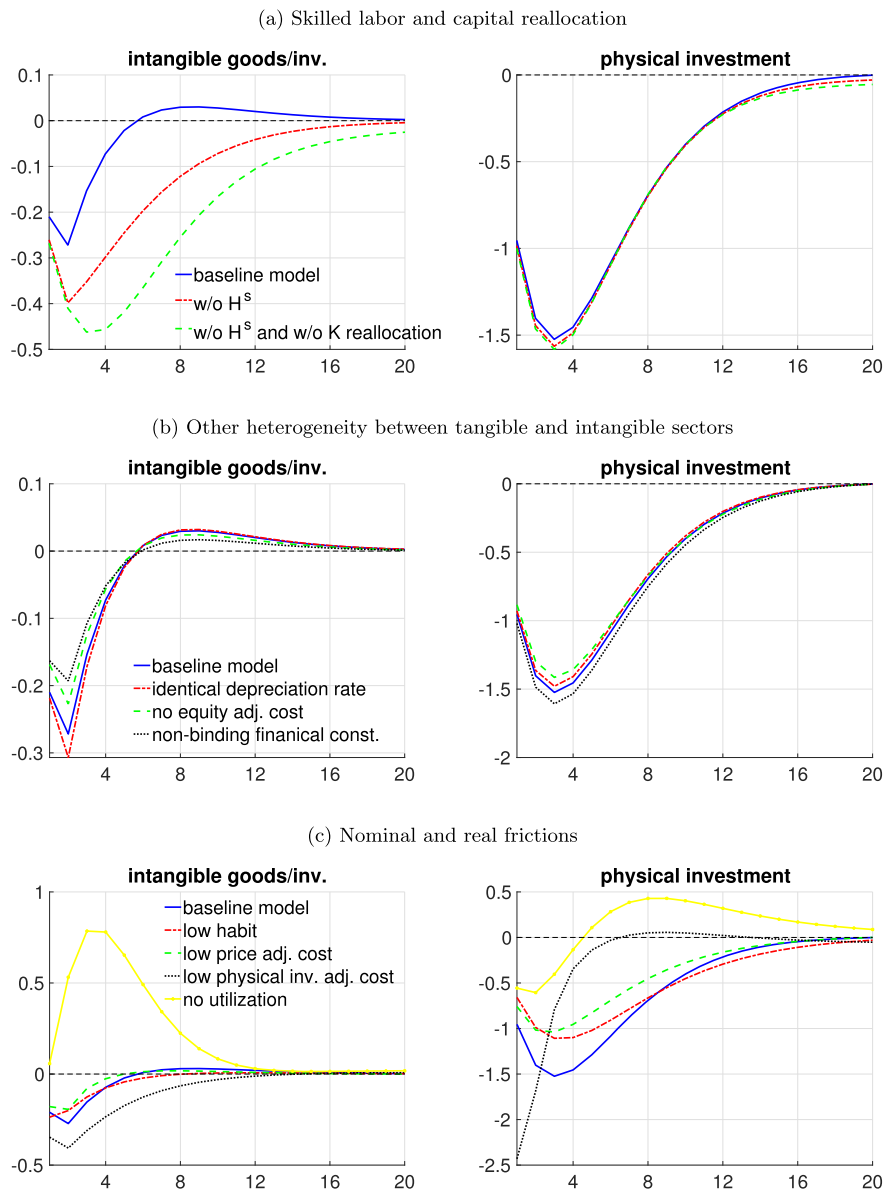 (a) Skilled labor and capital reallocation
intangible goods/inv.
0.1
0
-0.1
-0.2
-0.3
-0.4
-0.5
4
8
12
16
20
baseline model
w/o H^s
w/o H^s and w/o K reallocation
physical investment
0
-0.5
-1
-1.5
4
8
12
16
20
(b) Other heterogeneity between tangible and intangible sectors
intangible goods/inv.
0.1
0
-0.1
-0.2
-0.3
4
8
12
16
20
baseline model
identical depreciation rate
no equity adj. cost
non-binding finanical const.
physical investment
0
-0.5
-1
-1.5
-2
4
8
12
16
20
(c) Nominal and real frictions
intangible goods/inv.
1
0.5
0
-0.5
4
8
12
16
20
baseline model
low habit
low price adj. cost
low physical inv. adj. cost
no utilization
physical investment
0.5
0
-0.5
-1
-1.5
-2
-2.5
4
8
12
16
20